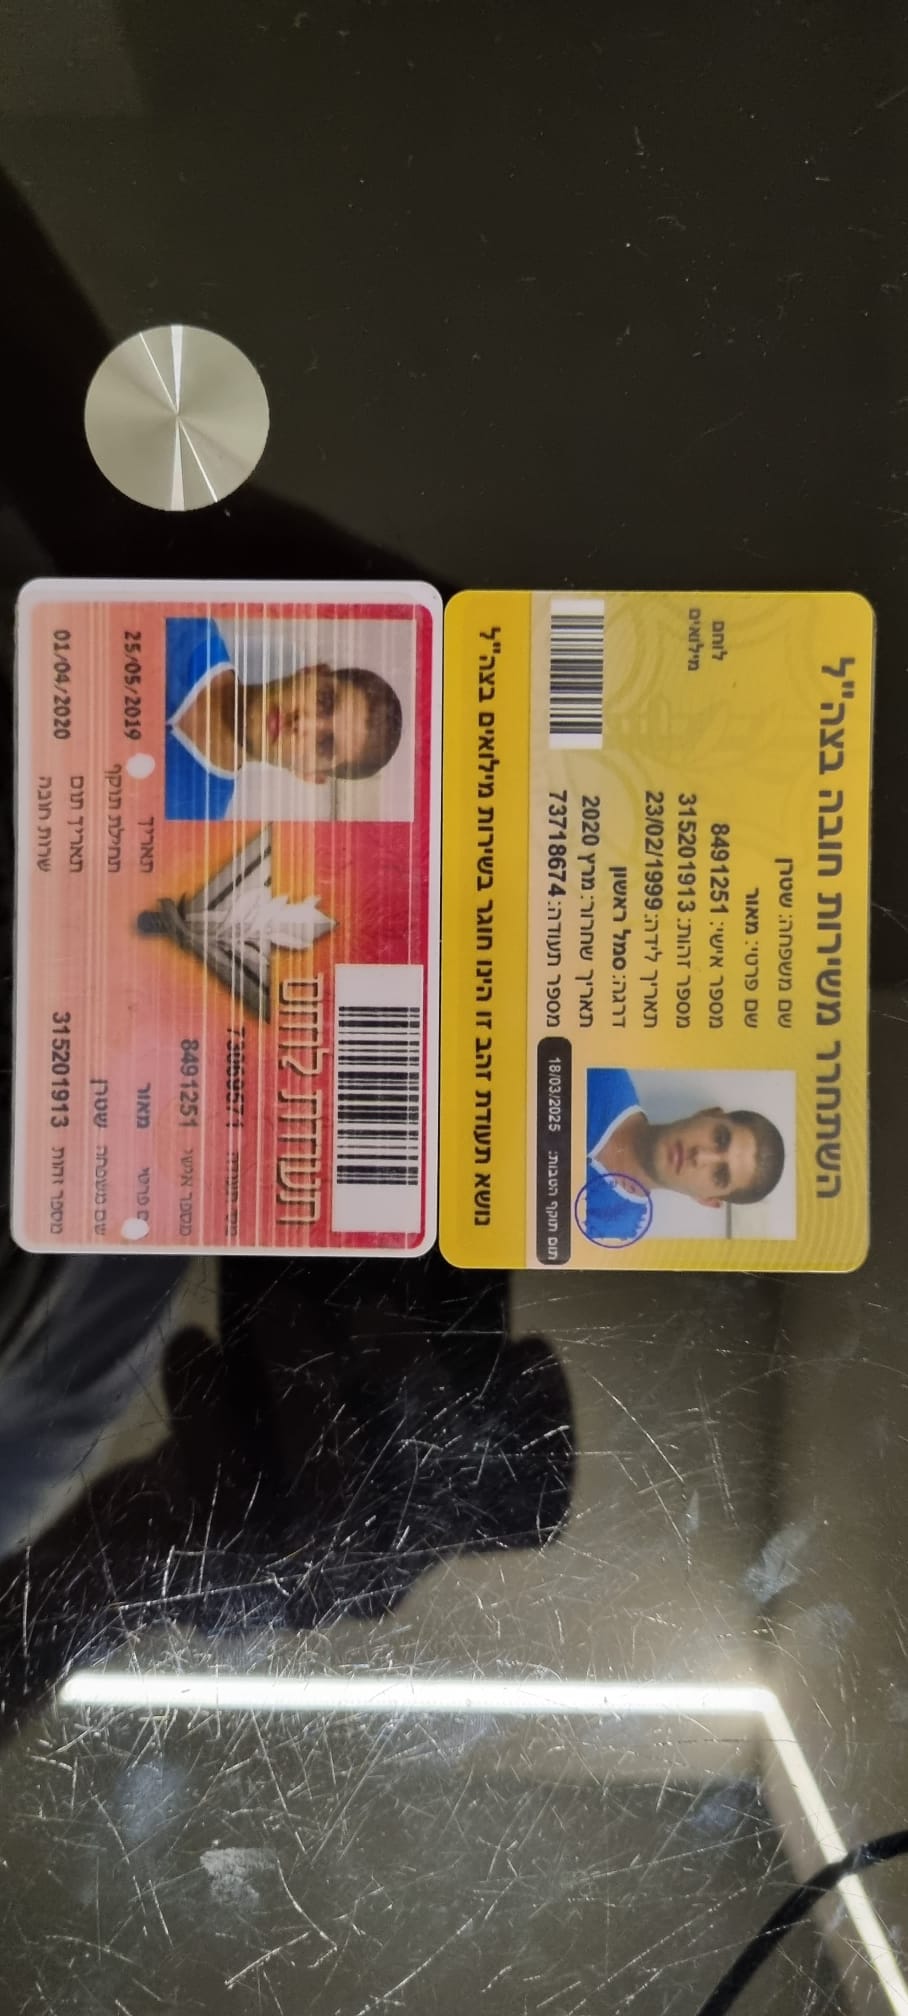 השתחרר משירות חובה בצה"ל
שם משפחה: שטרן
שם פרטי: מאור
מספר אישי: 8491251
מספר זהות: 315201913
תאריך לידה: 23/02/1999
דרגה: סמל ראשון
תאריך שחרור: מרץ 2020
מספר תעודה: 73718674
לוחם
מילואים
תום תוקף הטבות: 18/03/2025
נושא תעודת זהב זו הינו חוגר בשירות מילואים בצה"ל
תעודת לוחם
מס' תעודה 73069571
מספר אישי 8491251
פרטי מאור
שם משפחה שטרן
מספר זהות 315201913
תאריך
תחילת תוקף 25/05/2019
תאריך תום
שרות חובה 01/04/2020